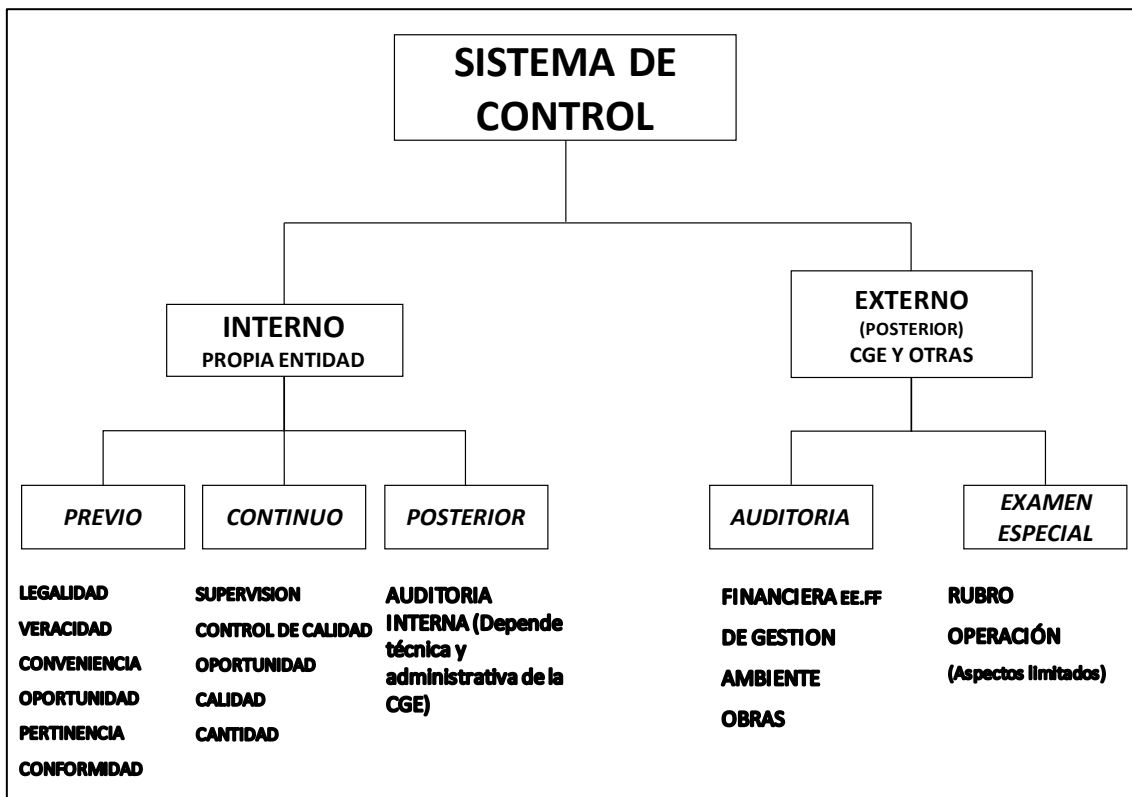 SISTEMA DE
CONTROL
INTERNO
PROPIA ENTIDAD
EXTERNO
(POSTERIOR)
CGE Y OTRAS
PREVIO
CONTINUO
POSTERIOR
AUDITORIA
EXAMEN
ESPECIAL
LEGALIDAD
VERACIDAD
CONVENIENCIA
OPORTUNIDAD
PERTINENCIA
CONFORMIDAD
SUPERVISION
CONTROL DE CALIDAD
OPORTUNIDAD
CALIDAD
CANTIDAD
AUDITORIA
INTERNA (Depende
técnica y
administrativa de la
CGE)
FINANCIERA EE.FF
DE GESTION
AMBIENTE
OBRAS
RUBRO
OPERACIÓN
(Aspectos limitados)